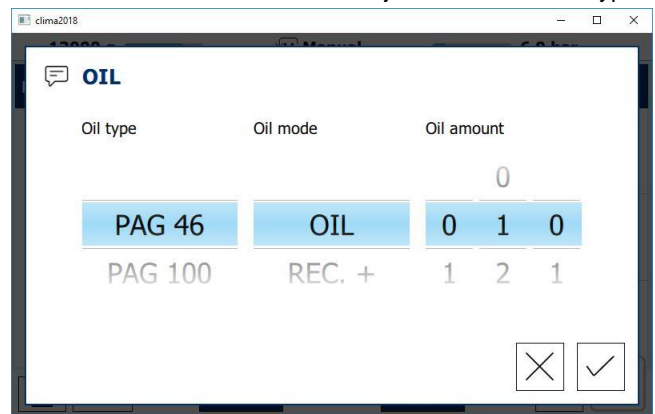 clima2018
OIL
Oil type Oil mode Oil amount
0
PAG 46 OIL 0 1 0
PAG 100 REC. + 1 2 1